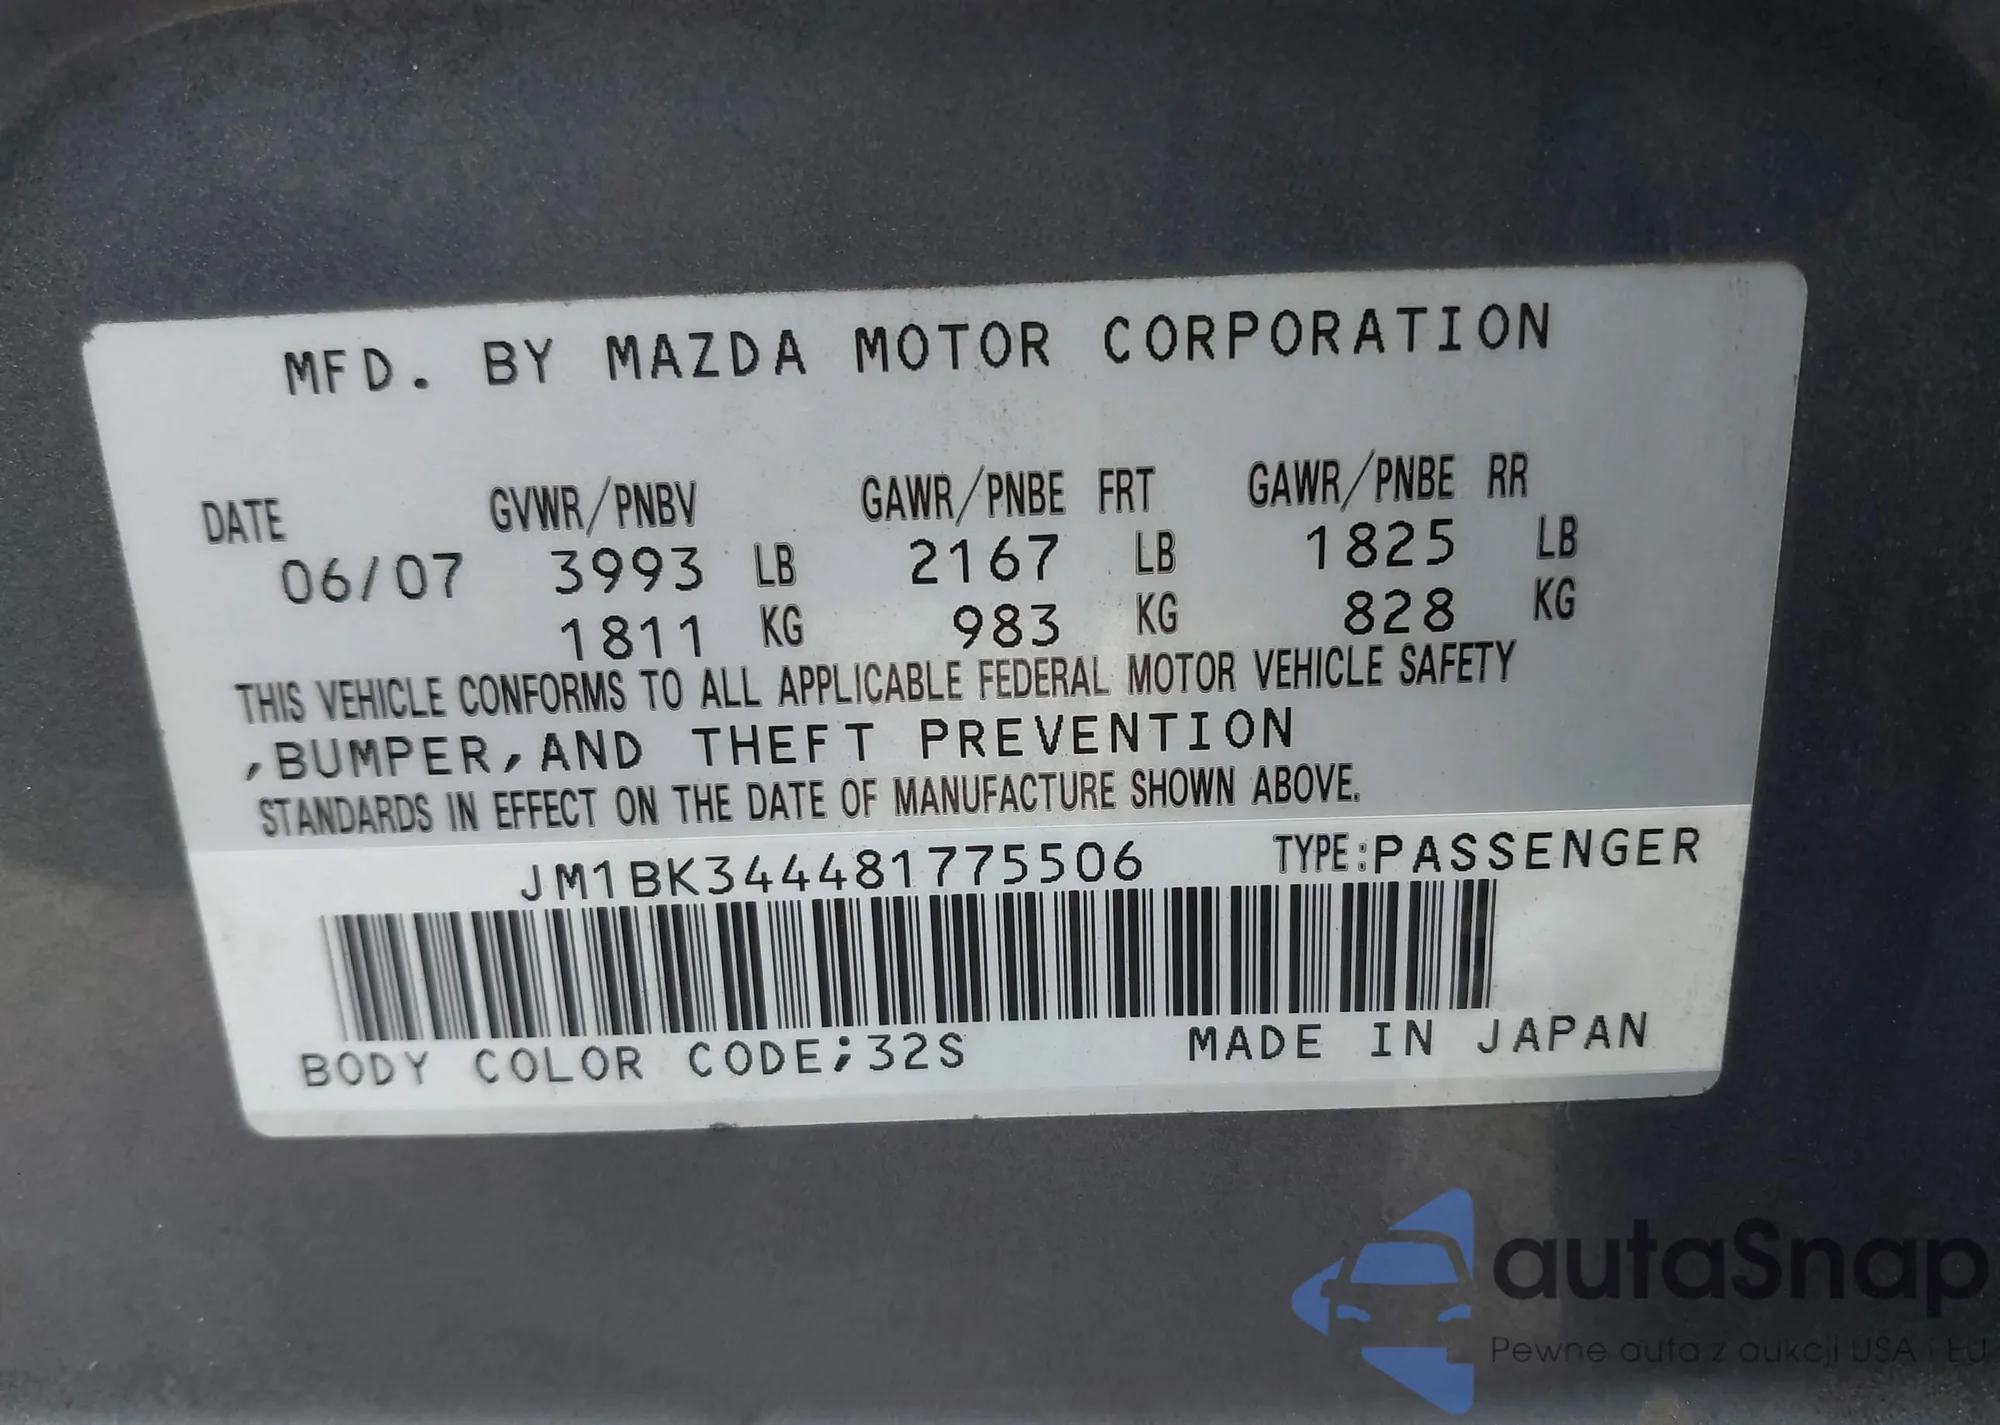 MFD. BY MAZDA MOTOR CORPORATION
DATE GVWR/PNBV GAWR/PNBE FRT GAWR/PNBE RR
06/07 3993 LB 2167 LB 1825 LB
1811 KG 983 KG 828 KG
THIS VEHICLE CONFORMS TO ALL APPLICABLE FEDERAL MOTOR VEHICLE SAFETY
,BUMPER,AND THEFT PREVENTION
STANDARDS IN EFFECT ON THE DATE OF MANUFACTURE SHOWN ABOVE.
JM1BK344481775506 TYPE:PASSENGER
BODY COLOR CODE;32S MADE IN JAPAN
autaSnap
Pewne auta z aukcji USA i EU